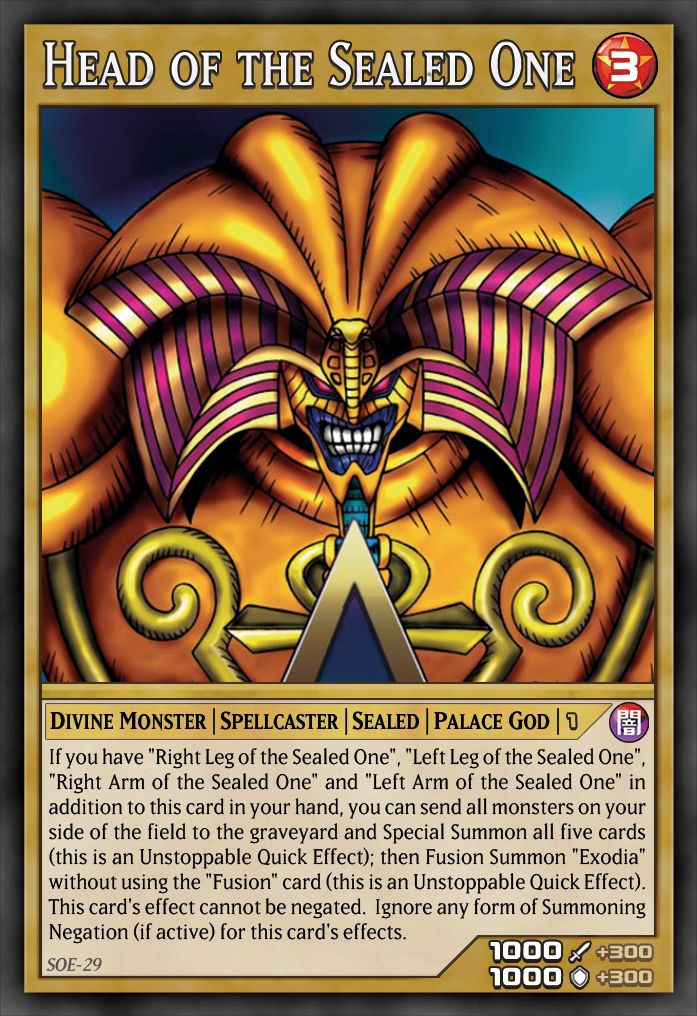 Head of the Sealed One
3
Divine Monster | Spellcaster | Sealed | Palace God |
闇
If you have "Right Leg of the Sealed One", "Left Leg of the Sealed One",
"Right Arm of the Sealed One" and "Left Arm of the Sealed One" in
addition to this card in your hand, you can send all monsters on your
side of the field to the graveyard and Special Summon all five cards
(this is an Unstoppable Quick Effect); then Fusion Summon "Exodia"
without using the "Fusion" card (this is an Unstoppable Quick Effect).
This card's effect cannot be negated.  Ignore any form of Summoning
Negation (if active) for this card's effects.
1000 +300
SOE-29
1000 +300